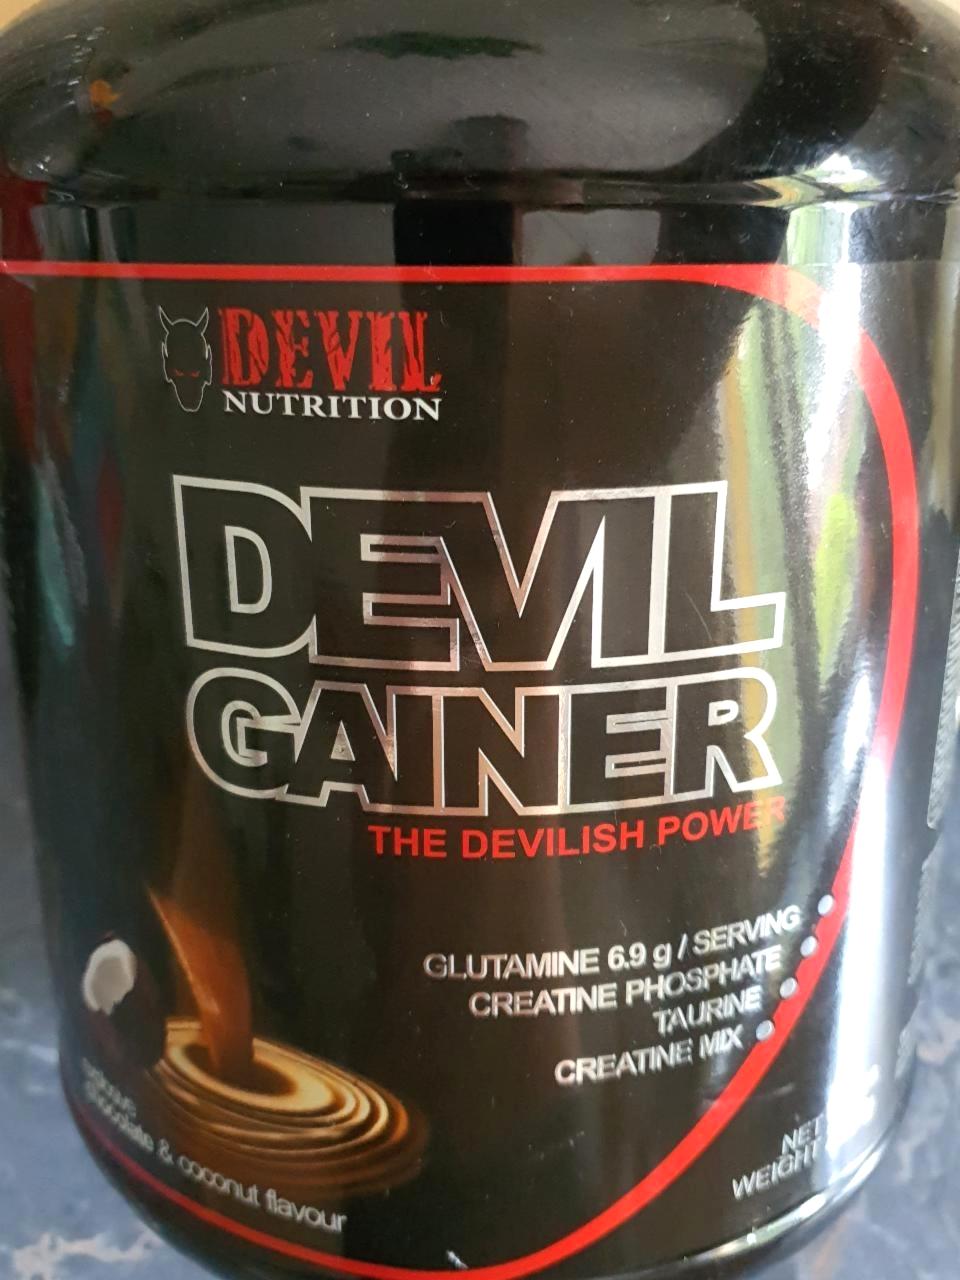 DEVIL
NUTRITION
DEVIL
GAINER
THE DEVILISH POWER
GLUTAMINE 6.9 g / SERVING
CREATINE PHOSPHATE
TAURINE
CREATINE MIX
chocolate & coconut flavour
NET
WEIGHT